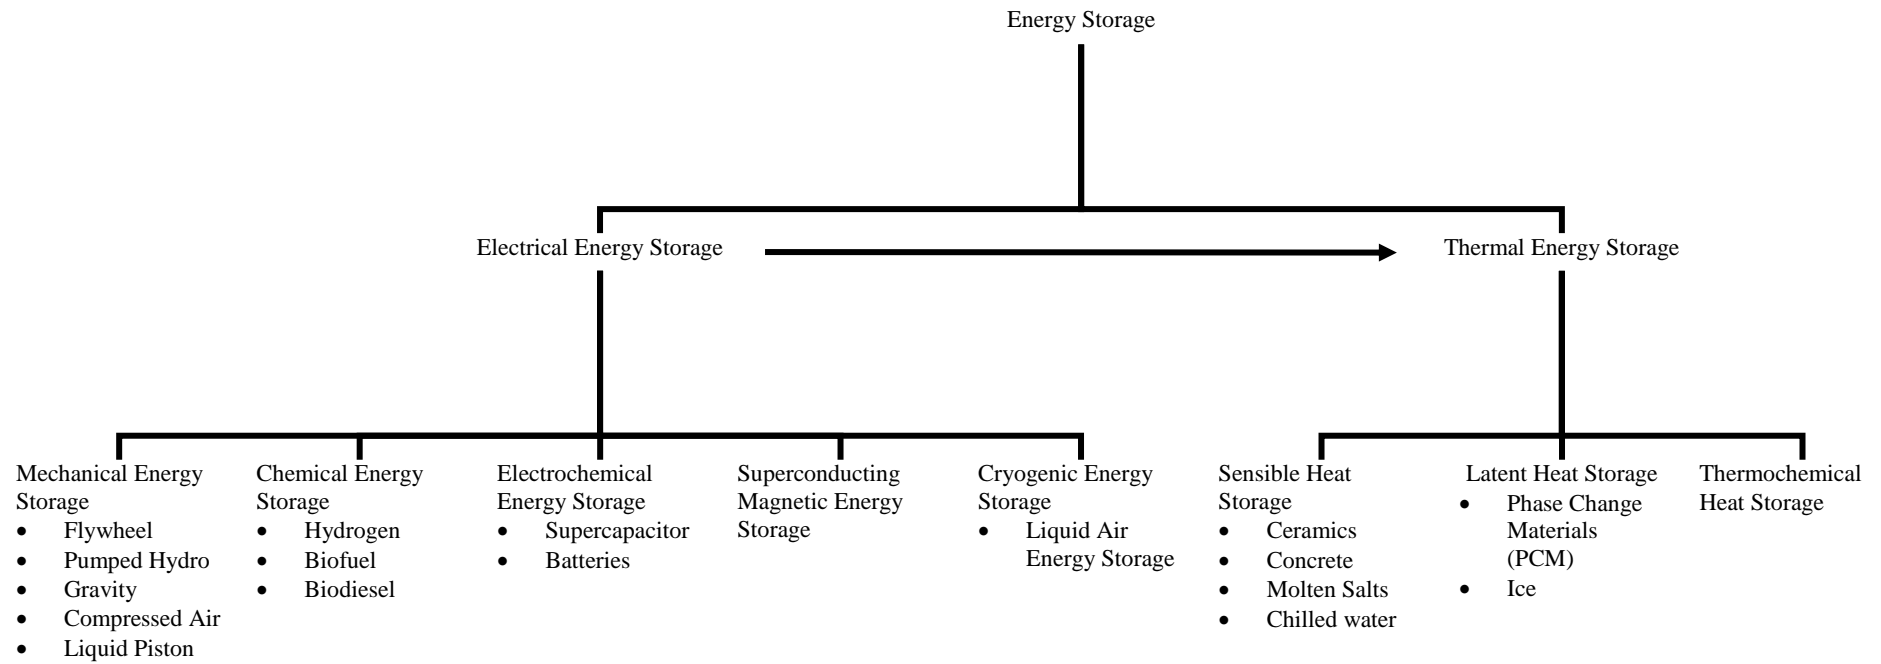 Energy Storage
Electrical Energy Storage
Thermal Energy Storage
Mechanical Energy
Storage
• Flywheel
• Pumped Hydro
• Gravity
• Compressed Air
• Liquid Piston
Chemical Energy
Storage
• Hydrogen
• Biofuel
• Biodiesel
Electrochemical
Energy Storage
• Supercapacitor
• Batteries
Superconducting
Magnetic Energy
Storage
Cryogenic Energy
Storage
• Liquid Air
Energy Storage
Sensible Heat
Storage
• Ceramics
• Concrete
• Molten Salts
• Chilled water
Latent Heat Storage
• Phase Change
Materials
(PCM)
• Ice
Thermochemical
Heat Storage